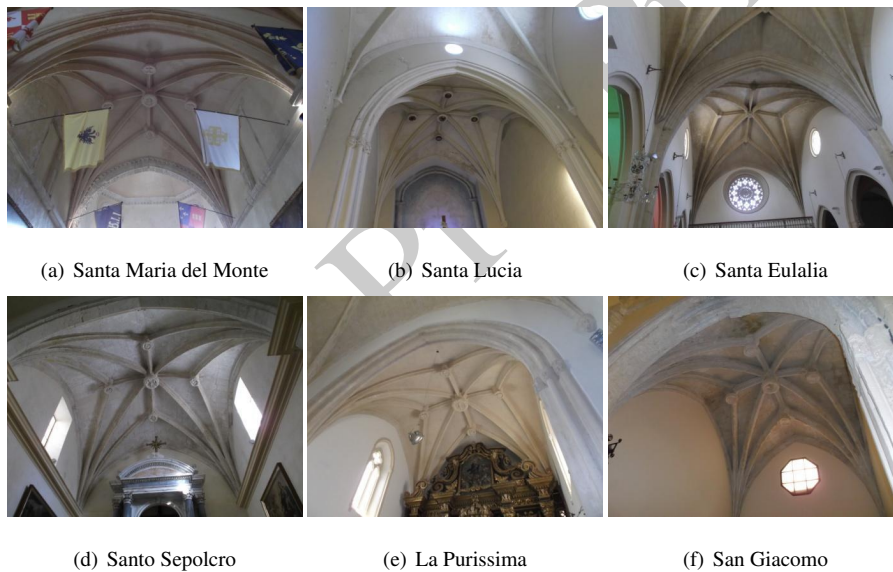 (a) Santa Maria del Monte
(b) Santa Lucia
(c) Santa Eulalia
(d) Santo Sepolcro
(e) La Purissima
(f) San Giacomo